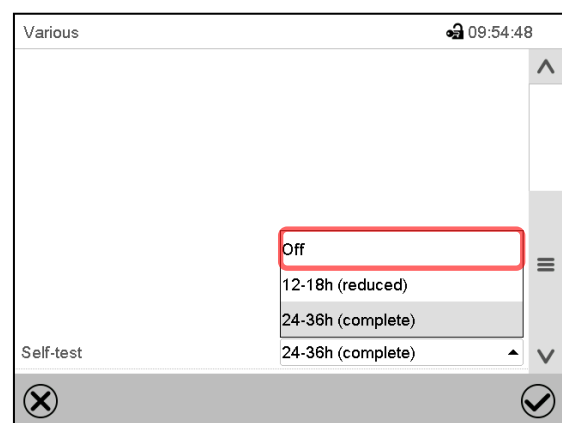 Various 09:54:48
Off
12-18h (reduced)
24-36h (complete)
Self-test 24-36h (complete)